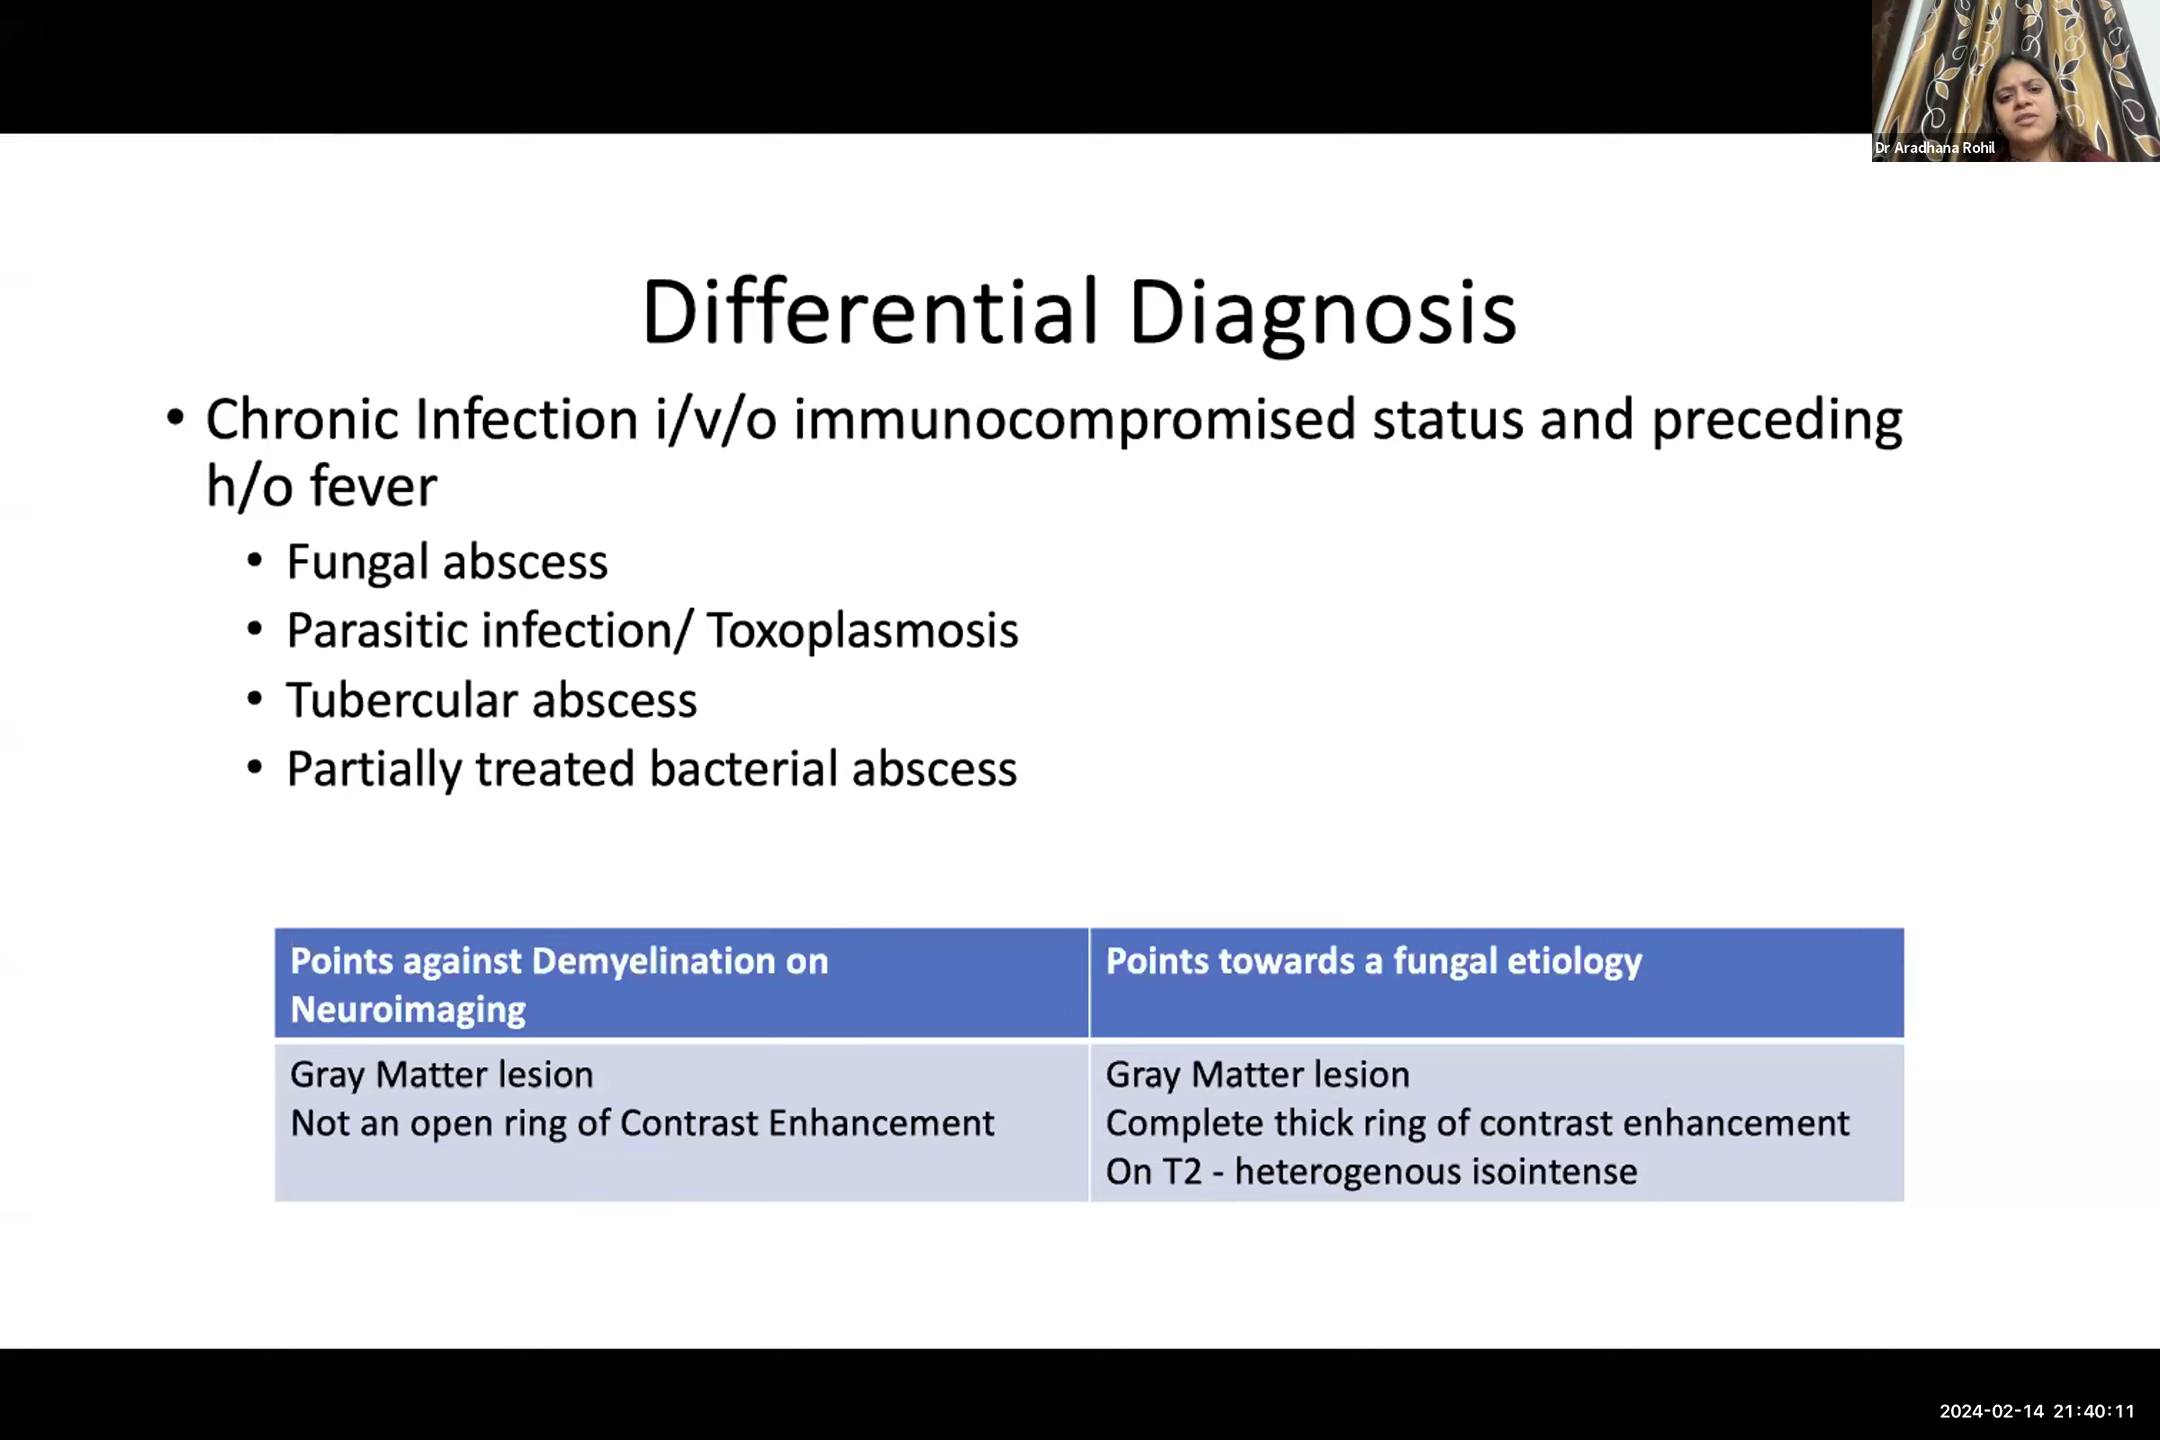 Dr Aradhana Rohil
Differential Diagnosis
• Chronic Infection i/v/o immunocompromised status and preceding
h/o fever
• Fungal abscess
• Parasitic infection/ Toxoplasmosis
• Tubercular abscess
• Partially treated bacterial abscess
Points against Demyelination on
Neuroimaging
Points towards a fungal etiology
Gray Matter lesion
Not an open ring of Contrast Enhancement
Gray Matter lesion
Complete thick ring of contrast enhancement
On T2 - heterogenous isointense
2024-02-14 21:40:11